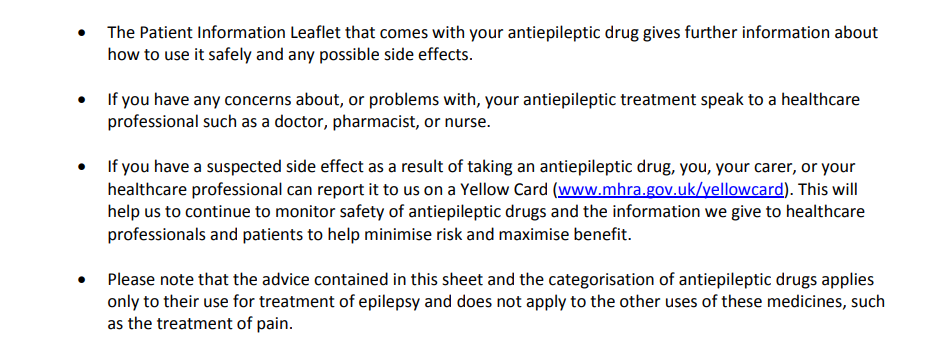 • The Patient Information Leaflet that comes with your antiepileptic drug gives further information about
how to use it safely and any possible side effects.
• If you have any concerns about, or problems with, your antiepileptic treatment speak to a healthcare
professional such as a doctor, pharmacist, or nurse.
• If you have a suspected side effect as a result of taking an antiepileptic drug, you, your carer, or your
healthcare professional can report it to us on a Yellow Card (www.mhra.gov.uk/yellowcard). This will
help us to continue to monitor safety of antiepileptic drugs and the information we give to healthcare
professionals and patients to help minimise risk and maximise benefit.
• Please note that the advice contained in this sheet and the categorisation of antiepileptic drugs applies
only to their use for treatment of epilepsy and does not apply to the other uses of these medicines, such
as the treatment of pain.